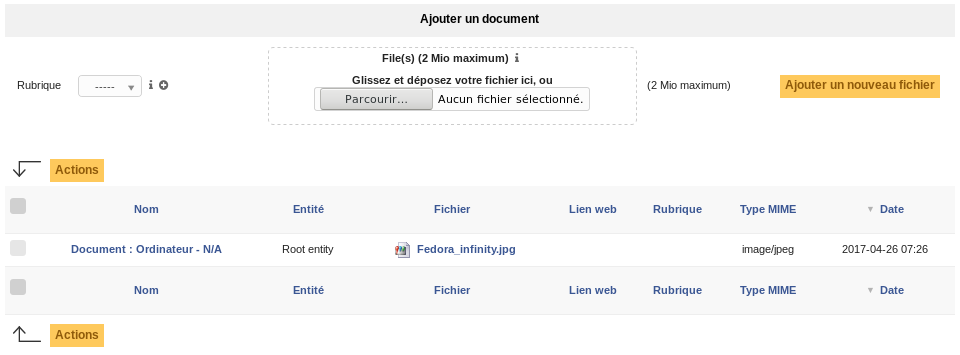 Ajouter un document
File(s) (2 Mio maximum) i
Glissez et déposez votre fichier ici, ou
Rubrique ----- i (2 Mio maximum) Ajouter un nouveau fichier
Parcourir... Aucun fichier sélectionné.
Actions
Nom Entité Fichier Lien web Rubrique Type MIME Date
Document : Ordinateur - N/A Root entity Fedora_infinity.jpg image/jpeg 2017-04-26 07:26
Nom Entité Fichier Lien web Rubrique Type MIME Date
Actions